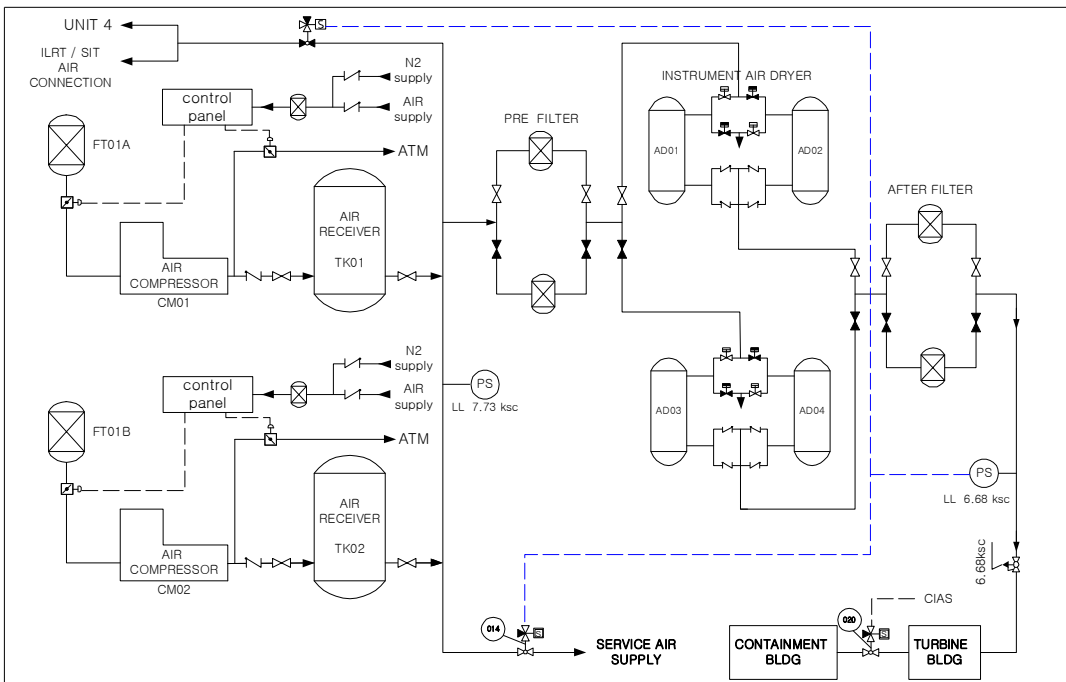 UNIT 4
ILRT / SIT
AIR
CONNECTION
S
N2
supply
AIR
supply
control
panel
FT01A
ATM
AIR
RECEIVER
TK01
AIR
COMPRESSOR
CM01
PRE FILTER
INSTRUMENT AIR DRYER
AD01
AD02
AFTER FILTER
N2
supply
AIR
supply
control
panel
FT01B
ATM
PS
LL 7.73 ksc
AIR
RECEIVER
TK02
AIR
COMPRESSOR
CM02
AD03
AD04
PS
LL 6.68 ksc
6.68ksc
014
S
SERVICE AIR
SUPPLY
CIAS
020
S
CONTAINMENT
BLDG
TURBINE
BLDG